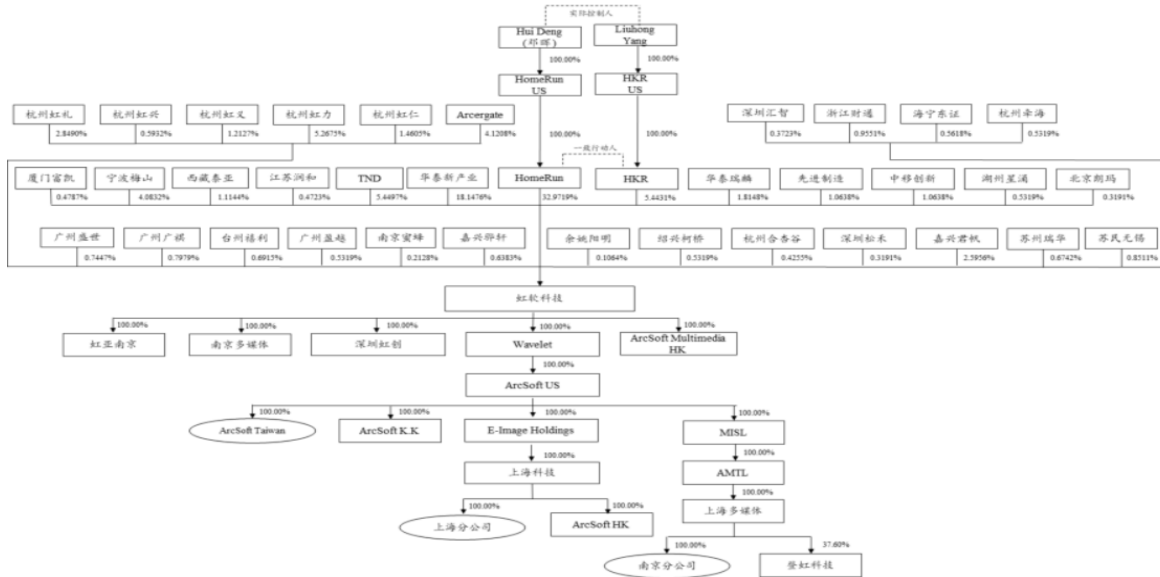 实际控制人
Hui Deng
(邓晖)
Liuhong
Yang
100.00%
100.00%
HomeRun
US
HKR
US
杭州虹礼
杭州虹兴
杭州虹义
杭州虹力
杭州虹仁
Arcergate
深圳汇智
浙江财通
海宁东证
杭州牵海
2.8490%
0.5932%
1.2127%
5.2675%
1.4605%
4.1208%
100.00%
100.00%
0.3723%
0.9551%
0.5618%
0.5319%
一致行动人
厦门富凯
宁波梅山
西藏泰亚
江苏润和
TND
华泰新产业
HomeRun
HKR
华泰瑞麟
先进制造
中移创新
湖州星涌
北京朗玛
0.4787%
4.0832%
1.1144%
0.4723%
5.4497%
18.1476%
32.9719%
5.4431%
1.8148%
1.0638%
1.0638%
0.5319%
0.3191%
广州盛世
广州广祺
台州禧利
广州盈越
南京蜜蜂
嘉兴骅轩
余姚阳明
绍兴柯桥
杭州合杏谷
深圳松禾
嘉兴君帆
苏州瑞华
苏民无锡
0.7447%
0.7979%
0.6915%
0.5319%
0.2128%
0.6383%
0.1064%
0.5319%
0.4255%
0.3191%
2.5956%
0.6742%
0.8511%
虹软科技
100.00%
100.00%
100.00%
100.00%
100.00%
虹亚南京
南京多媒体
深圳虹创
Wavelet
ArcSoft Multimedia
HK
100.00%
ArcSoft US
100.00%
100.00%
100.00%
100.00%
ArcSoft Taiwan
ArcSoft K.K
E-Image Holdings
MISL
100.00%
100.00%
上海科技
AMTL
100.00%
100.00%
100.00%
上海分公司
ArcSoft HK
上海多媒体
100.00%
37.60%
南京分公司
登虹科技